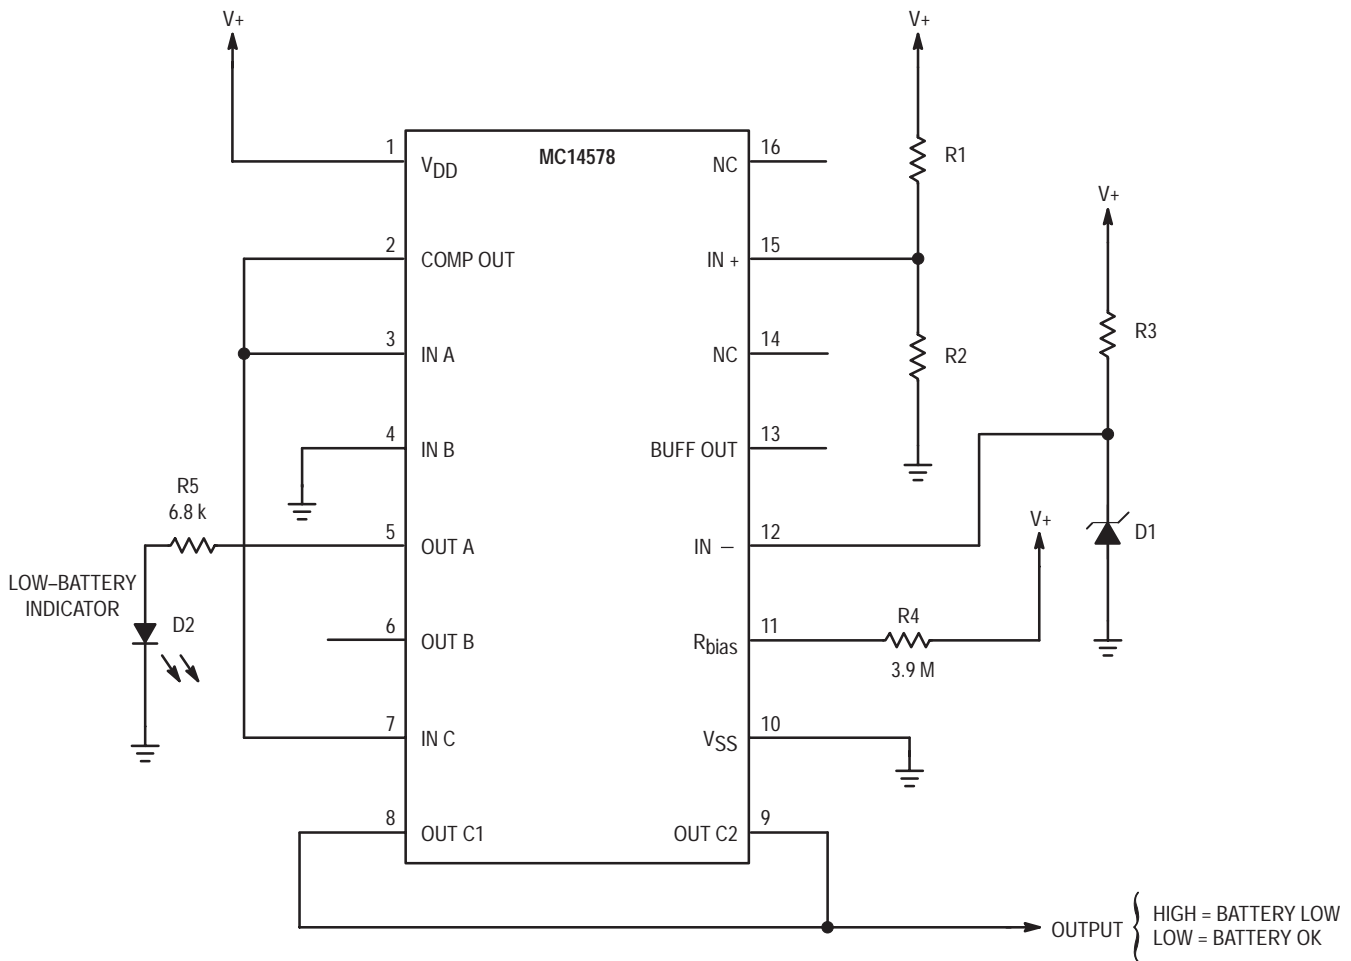 V+
V+
MC14578
1
VDD
16
NC
R1
V+
2
COMP OUT
15
IN +
3
IN A
14
NC
R2
R3
4
IN B
13
BUFF OUT
R5
6.8 k
5
OUT A
12
IN –
V+
D1
LOW–BATTERY
INDICATOR
D2
6
OUT B
11
Rbias
R4
3.9 M
7
IN C
10
VSS
8
OUT C1
9
OUT C2
OUTPUT
HIGH = BATTERY LOW
LOW = BATTERY OK